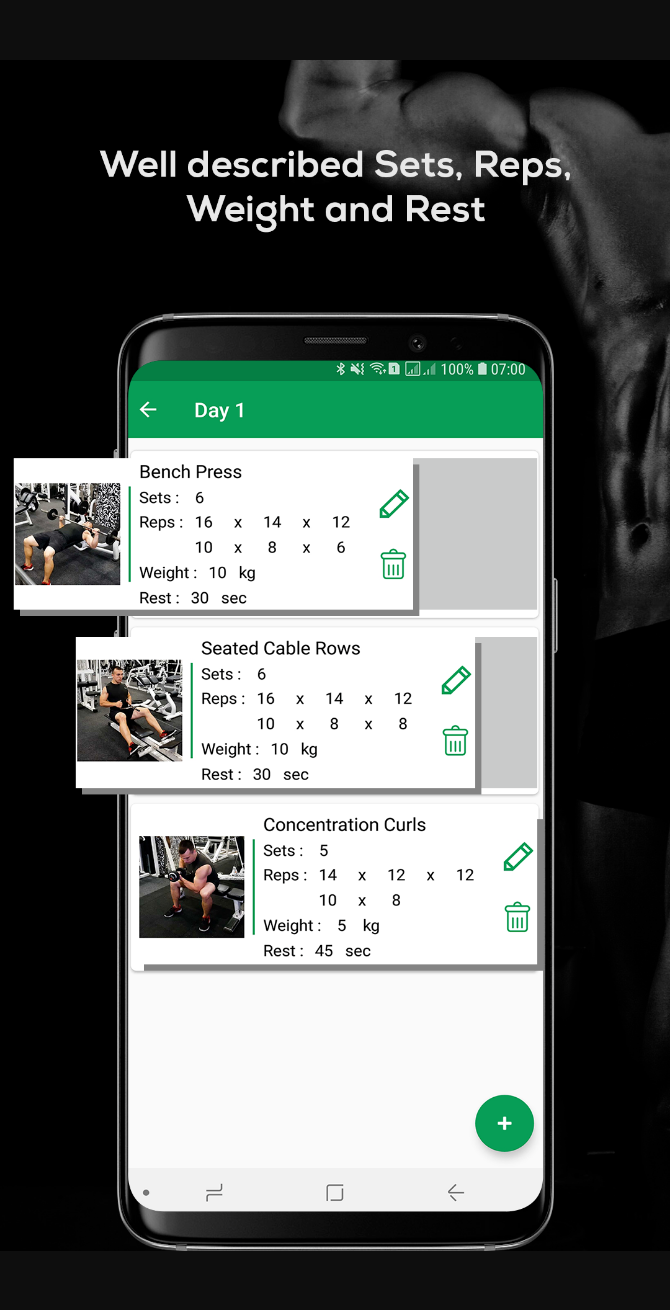 Well described Sets, Reps,
Weight and Rest
1 100% 07:00
Day 1
Bench Press
Sets : 6
Reps : 16 x 14 x 12
10 x 8 x 6
Weight : 10 kg
Rest : 30 sec
Seated Cable Rows
Sets : 6
Reps : 16 x 14 x 12
10 x 8 x 8
Weight : 10 kg
Rest : 30 sec
Concentration Curls
Sets : 5
Reps : 14 x 12 x 12
10 x 8
Weight : 5 kg
Rest : 45 sec
+